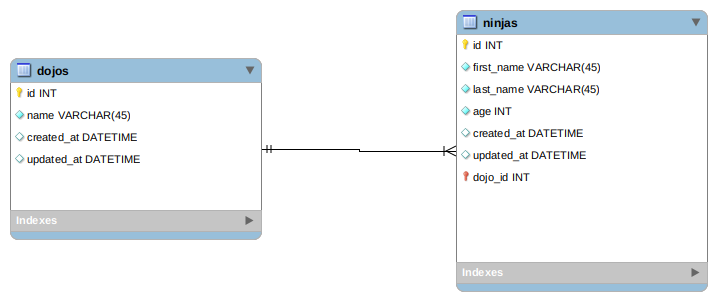 dojos
id INT
name VARCHAR(45)
created_at DATETIME
updated_at DATETIME
Indexes
ninjas
id INT
first_name VARCHAR(45)
last_name VARCHAR(45)
age INT
created_at DATETIME
updated_at DATETIME
dojo_id INT
Indexes